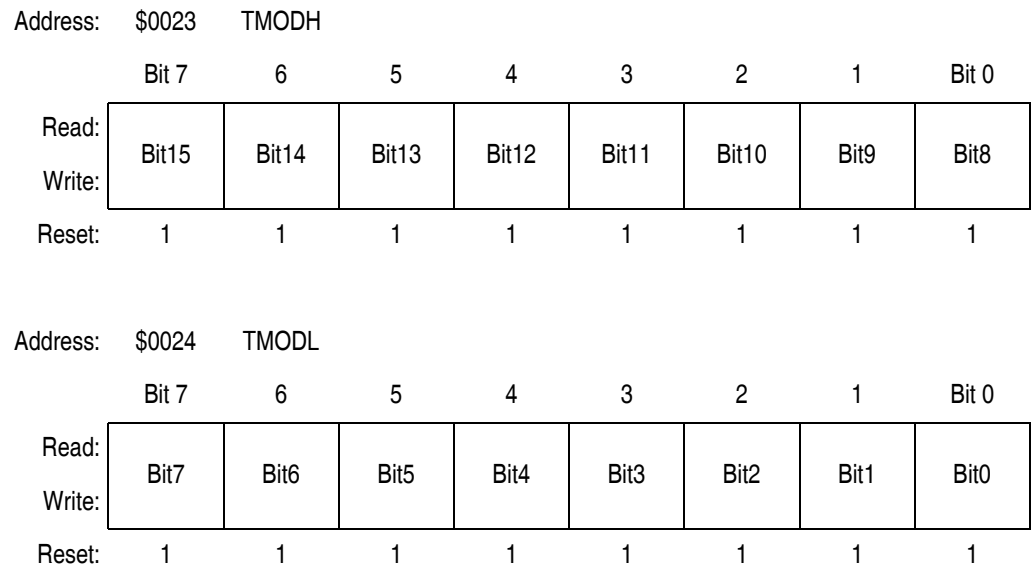 Address: $0023 TMODH
Bit 7 6 5 4 3 2 1 Bit 0
Read:
Bit15 Bit14 Bit13 Bit12 Bit11 Bit10 Bit9 Bit8
Write:
Reset: 1 1 1 1 1 1 1 1
Address: $0024 TMODL
Bit 7 6 5 4 3 2 1 Bit 0
Read:
Bit7 Bit6 Bit5 Bit4 Bit3 Bit2 Bit1 Bit0
Write:
Reset: 1 1 1 1 1 1 1 1